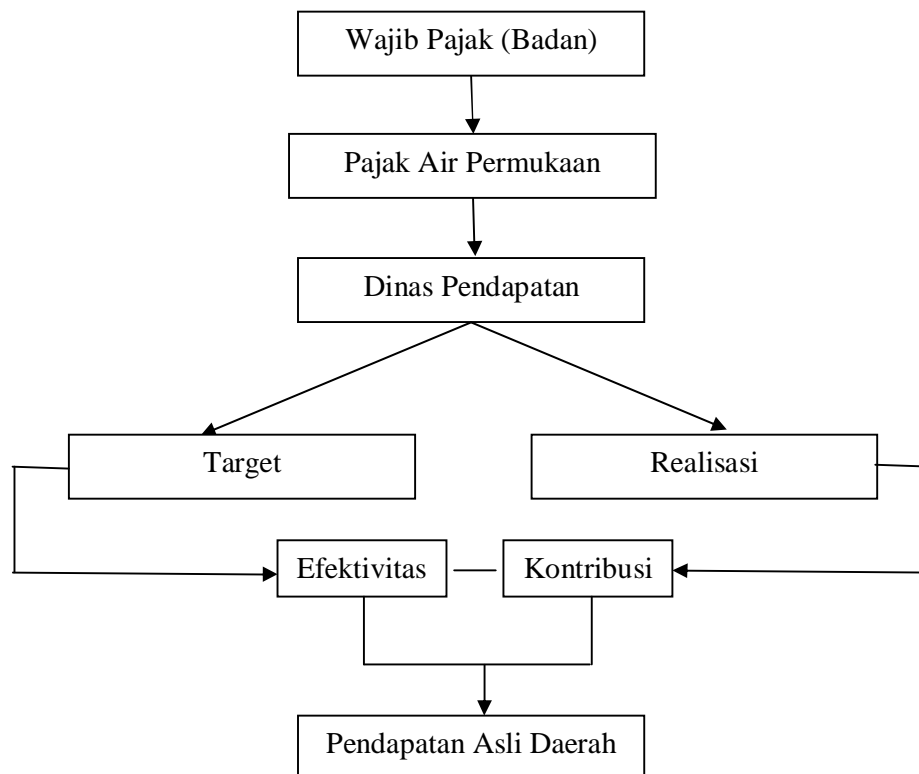 Wajib Pajak (Badan)
Pajak Air Permukaan
Dinas Pendapatan
Target
Realisasi
Efektivitas
Kontribusi
Pendapatan Asli Daerah